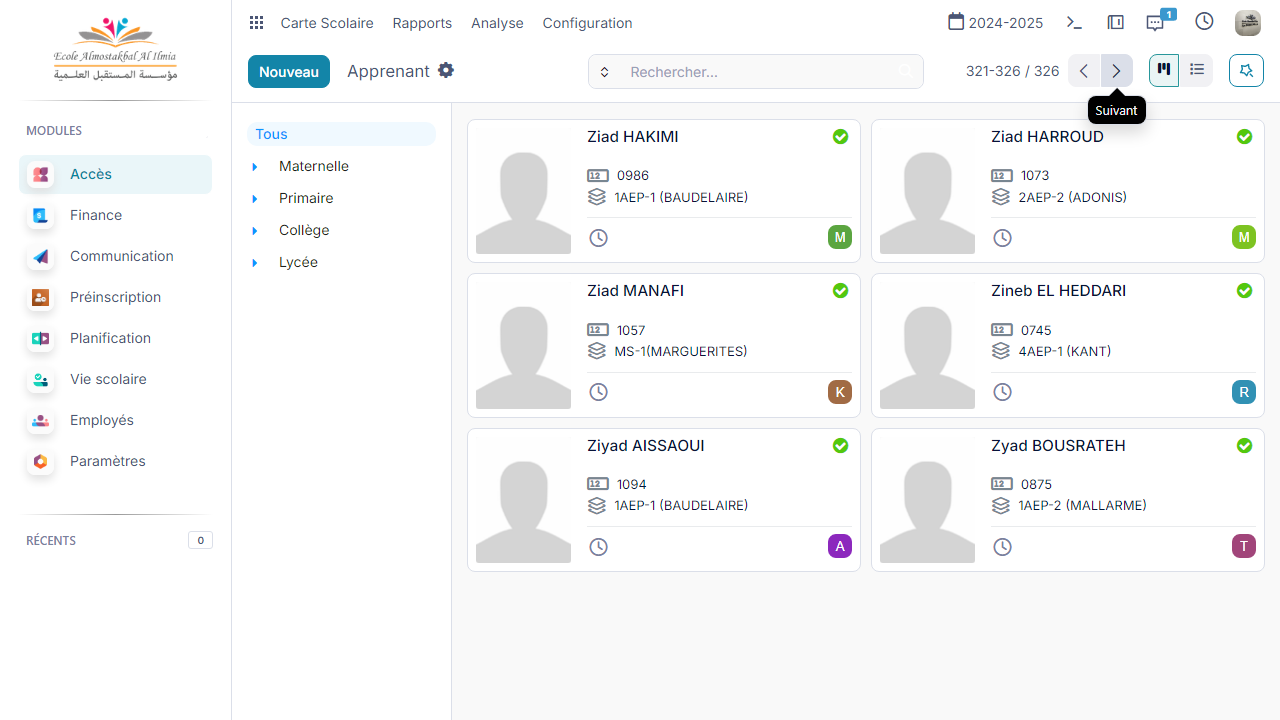 Ecole Almostakbal Al Ilmia
مؤسسة المستقبل العلمية
MODULES
Accès
Finance
Communication
Préinscription
Planification
Vie scolaire
Employés
Paramètres
RÉCENTS
0
Carte Scolaire
Rapports
Analyse
Configuration
2024-2025
1
Nouveau
Apprenant
Rechercher...
321-326 / 326
Suivant
Tous
Maternelle
Primaire
Collège
Lycée
Ziad HAKIMI
12 0986
1AEP-1 (BAUDELAIRE)
M
Ziad HARROUD
12 1073
2AEP-2 (ADONIS)
M
Ziad MANAFI
12 1057
MS-1(MARGUERITES)
K
Zineb EL HEDDARI
12 0745
4AEP-1 (KANT)
R
Ziyad AISSAOUI
12 1094
1AEP-1 (BAUDELAIRE)
A
Zyad BOUSRATEH
12 0875
1AEP-2 (MALLARME)
T